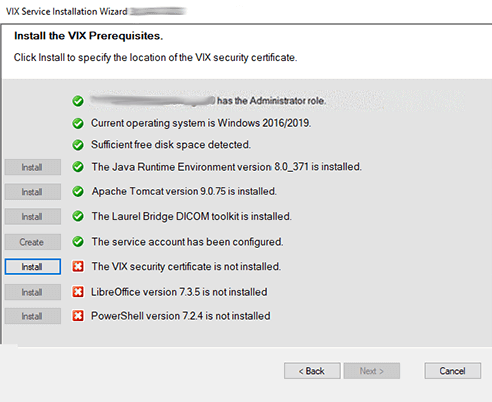 VIX Service Installation Wizard
Install the VIX Prerequisites.
Click Install to specify the location of the VIX security certificate.
has the Administrator role.
Current operating system is Windows 2016/2019.
Sufficient free disk space detected.
Install The Java Runtime Environment version 8.0_371 is installed.
Install Apache Tomcat version 9.0.75 is installed.
Install The Laurel Bridge DICOM toolkit is installed.
Create The service account has been configured.
Install The VIX security certificate is not installed.
Install LibreOffice version 7.3.5 is not installed
Install PowerShell version 7.2.4 is not installed
< Back Next > Cancel